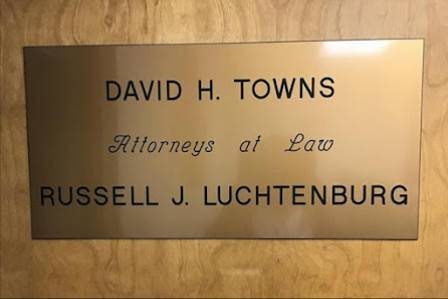 DAVID H. TOWNS
Attorneys at Law
RUSSELL J. LUCHTENBURG